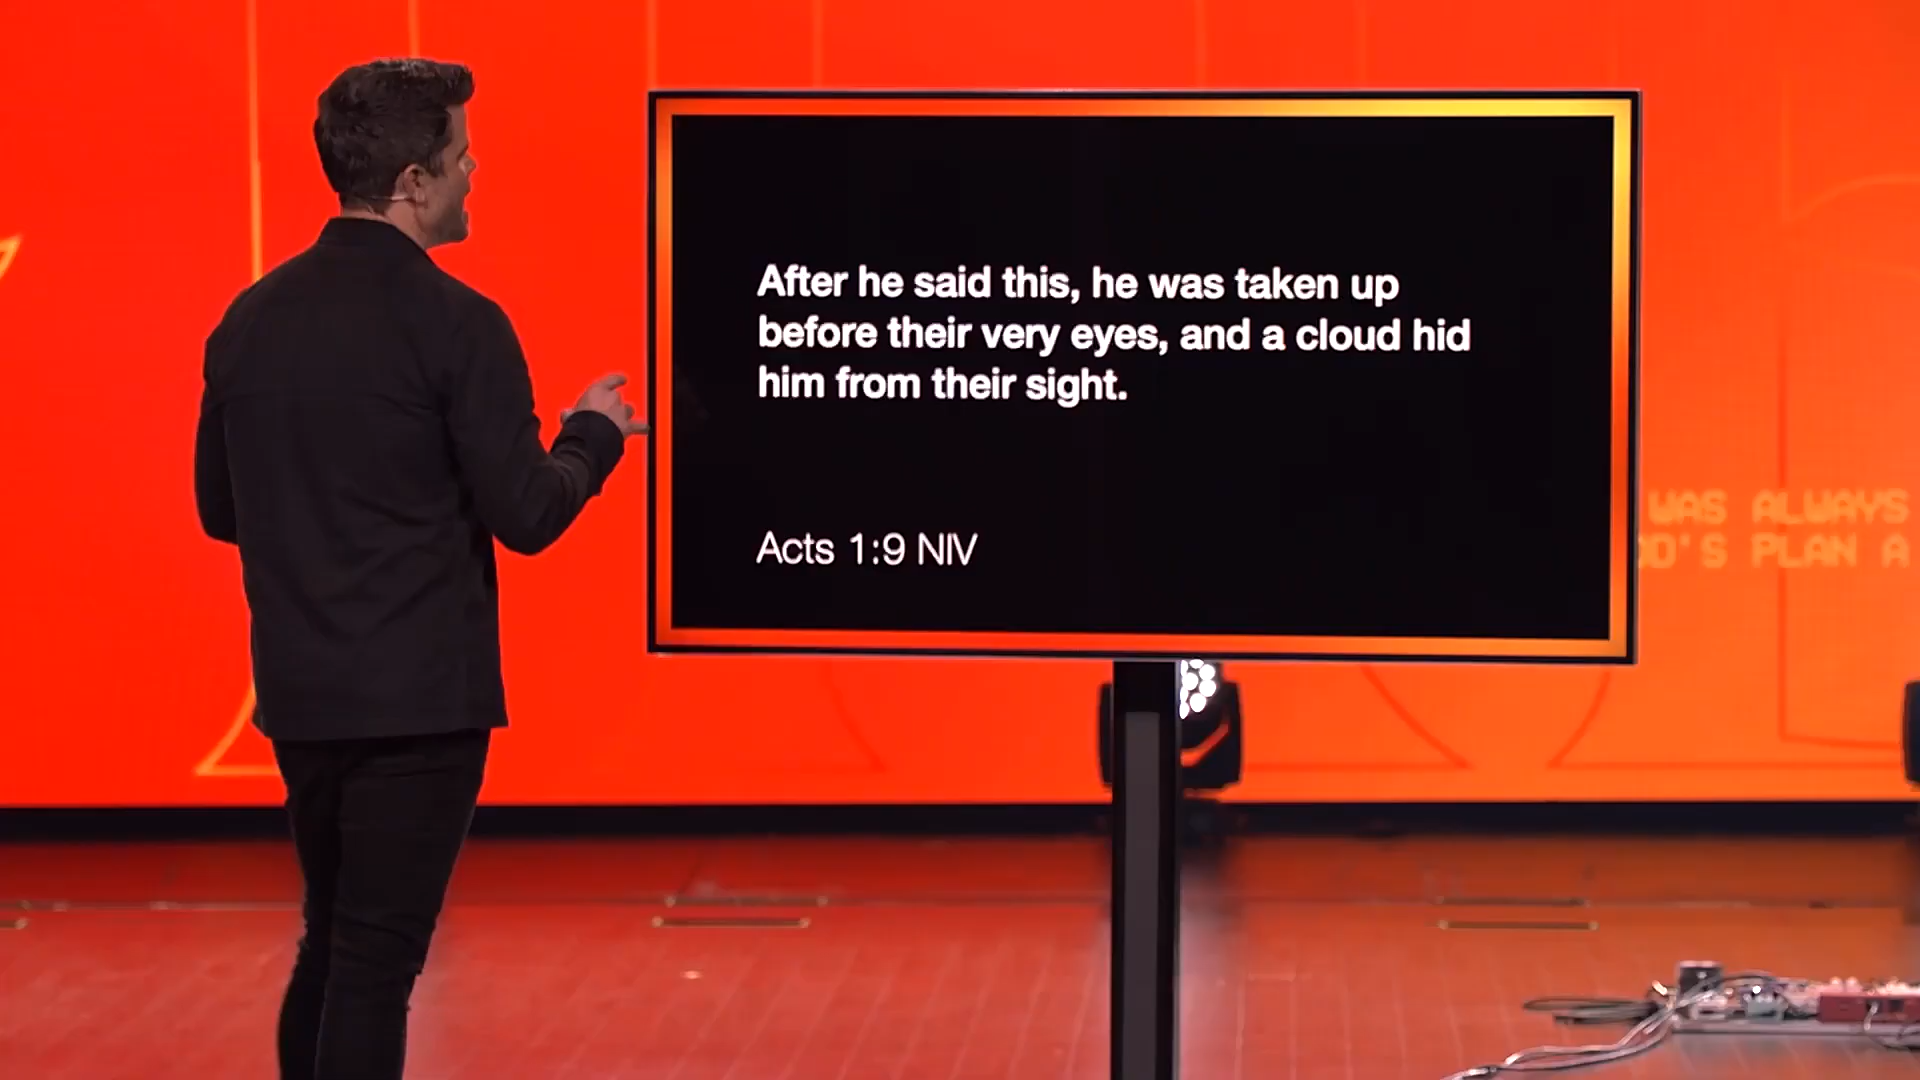 After he said this, he was taken up
before their very eyes, and a cloud hid
him from their sight.
Acts 1:9 NIV
WAS ALWAYS
PLAN A